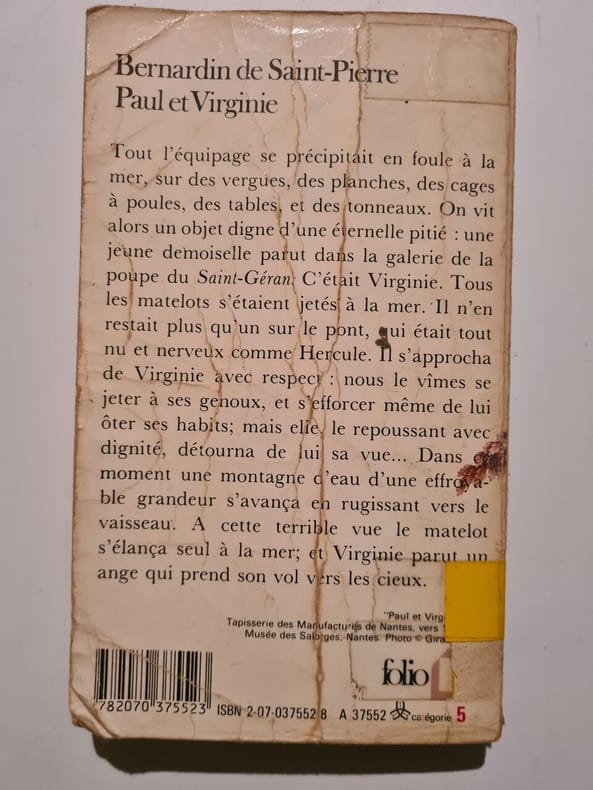 Bernardin de Saint-Pierre
Paul et Virginie
Tout l'équipage se précipitait en foule à la
mer, sur des vergues, des planches, des cages
à poules, des tables, et des tonneaux. On vit
alors un objet digne d'une éternelle pitié : une
jeune demoiselle parut dans la galerie de la
poupe du Saint-Géran. C'était Virginie. Tous
les matelots s'étaient jetés à la mer. Il n'en
restait plus qu'un sur le pont, qui était tout
nu et nerveux comme Hercule. Il s'approcha
de Virginie avec respect : nous le vîmes se
jeter à ses genoux, et s'efforcer même de lui
ôter ses habits; mais elle, le repoussant avec
dignité, détourna de lui sa vue... Dans ce
moment une montagne d'eau d'une effroya-
ble grandeur s'avança en rugissant vers le
vaisseau. A cette terrible vue le matelot
s'élança seul à la mer; et Virginie parut un
ange qui prend son vol vers les cieux.
"Paul et
Tapisserie des Manufactures de Nantes, vers
Musée des Salorges, Nantes. Photo ©
folio
782070 375523
ISBN 2-07-037552 8 A 37552 catégorie 5